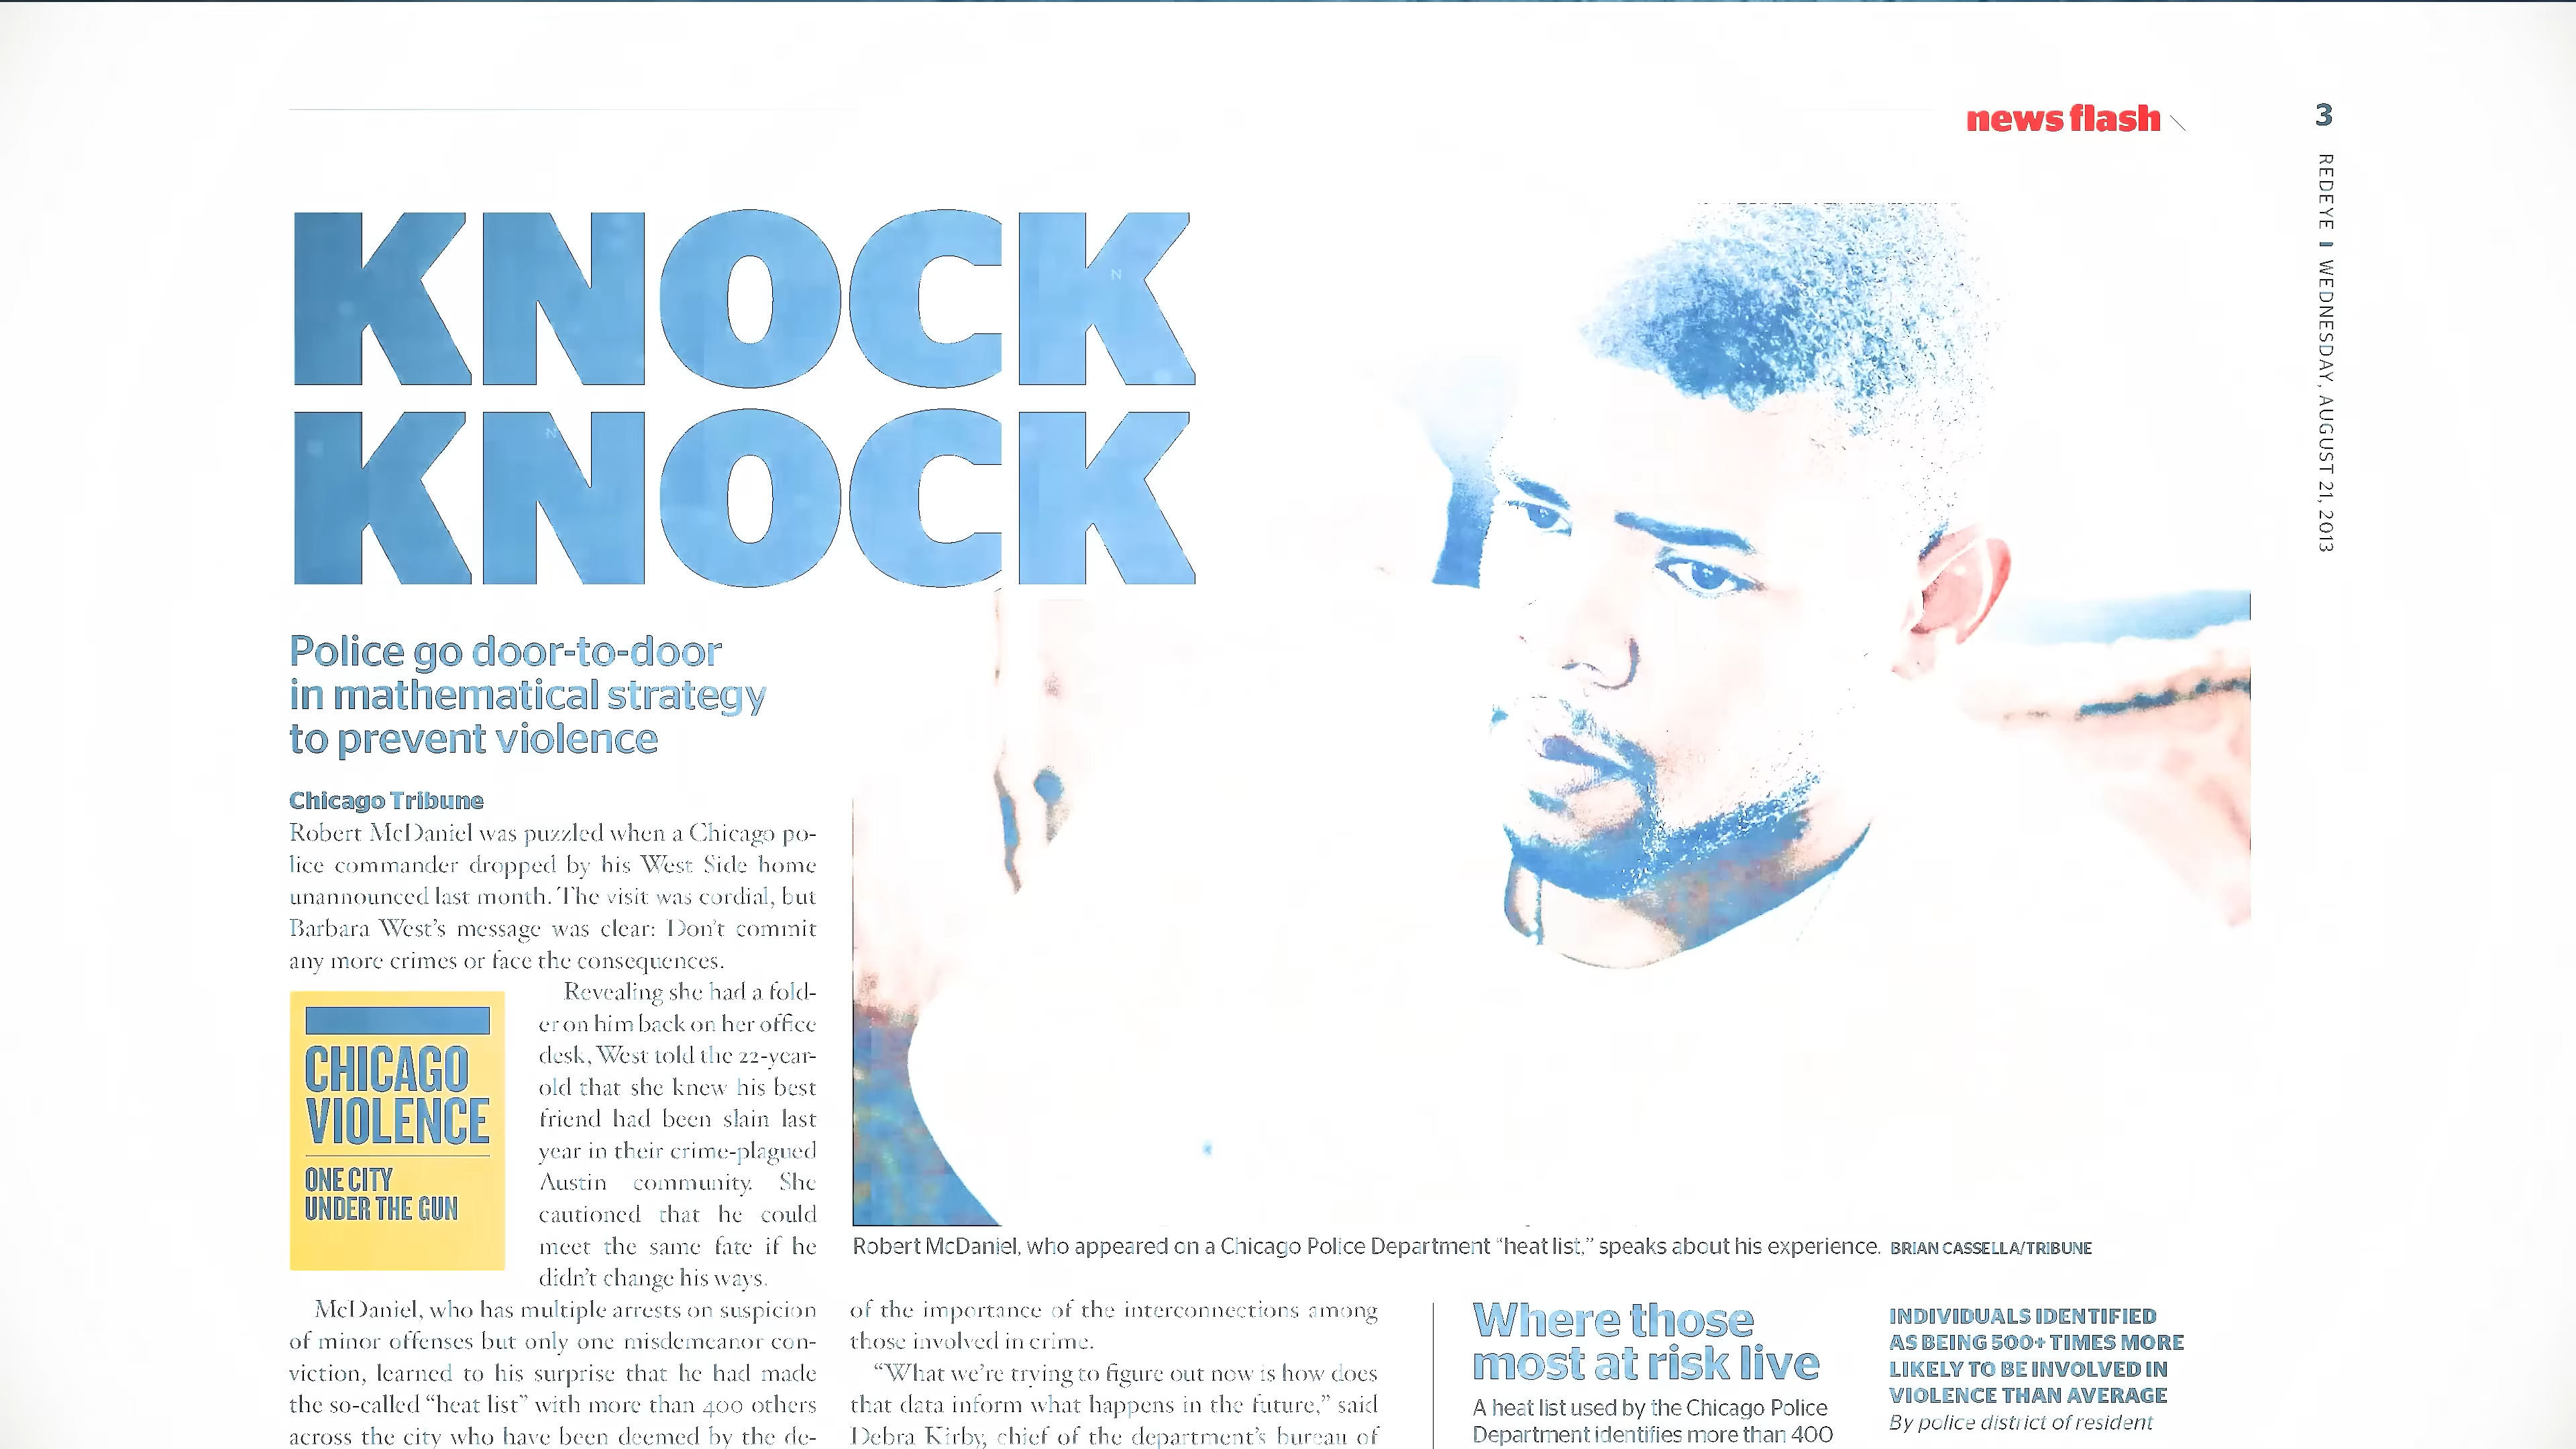 news flash
3
REDEYE | WEDNESDAY, AUGUST 21, 2013
KNOCK
KNOCK
Police go door-to-door
in mathematical strategy
to prevent violence
Chicago Tribune
Robert McDaniel was puzzled when a Chicago po-
lice commander dropped by his West Side home
unannounced last month. The visit was cordial, but
Barbara West's message was clear: Don't commit
any more crimes or face the consequences.
Revealing she had a fold-
er on him back on her office
desk, West told the 22-year-
old that she knew his best
friend had been slain last
year in their crime-plagued
Austin community. She
cautioned that he could
meet the same fate if he
didn't change his ways.
CHICAGO
VIOLENCE
ONE CITY
UNDER THE GUN
McDaniel, who has multiple arrests on suspicion
of minor offenses but only one misdemeanor con-
viction, learned to his surprise that he had made
the so-called “heat list” with more than 400 others
across the city who have been deemed by the de-
Robert McDaniel, who appeared on a Chicago Police Department “heat list,” speaks about his experience. BRIAN CASSELLA/TRIBUNE
of the importance of the interconnections among
those involved in crime.
“What we're trying to figure out now is how does
that data inform what happens in the future,” said
Debra Kirby, chief of the department's bureau of
Where those
most at risk live
A heat list used by the Chicago Police
Department identifies more than 400
INDIVIDUALS IDENTIFIED
AS BEING 500+ TIMES MORE
LIKELY TO BE INVOLVED IN
VIOLENCE THAN AVERAGE
By police district of resident